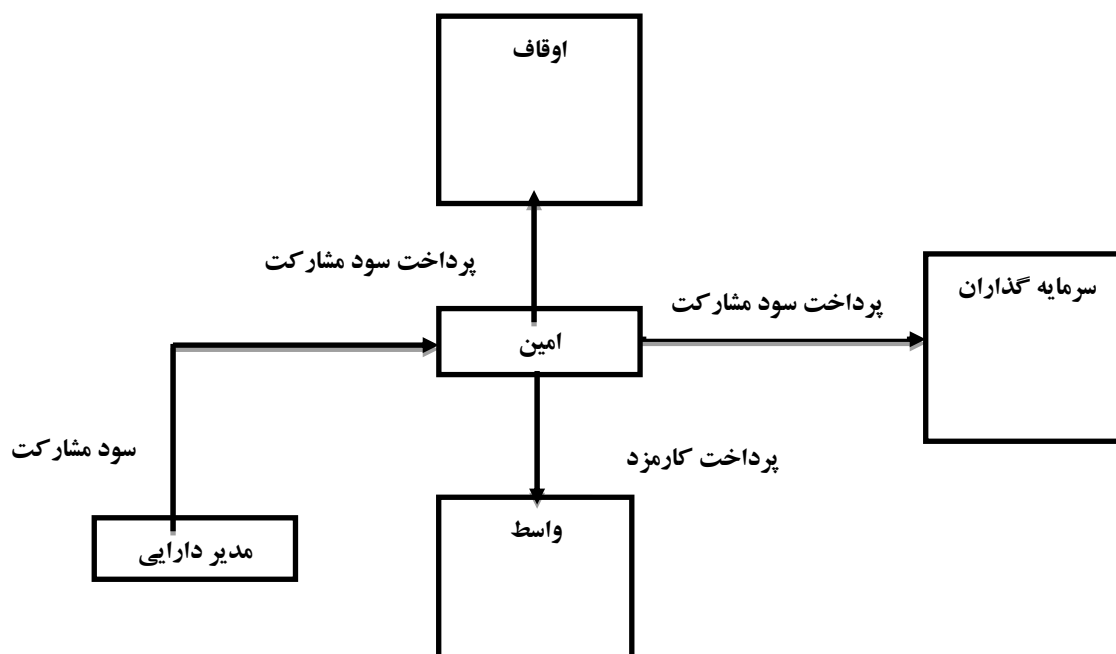 اوقاف
پرداخت سود مشارکت
سرمایه گذاران
پرداخت سود مشارکت
امین
سود مشارکت
پرداخت کارمزد
واسط
مدیر دارایی